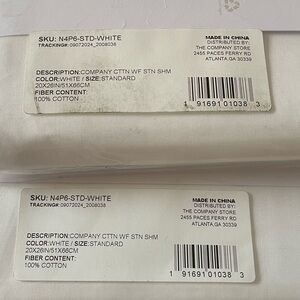 SKU: N4P6-STD-WHITE
TRACKING#:09072024_2008038
MADE IN CHINA
DISTRIBUTED BY:
THE COMPANY STORE
2455 PACES FERRY RD
ATLANTA,GA 30339
DESCRIPTION:COMPANY CTTN WF STN SHM
COLOR:WHITE / SIZE:STANDARD
20X26IN/51X66CM
FIBER CONTENT:
100% COTTON
1 91691 01038 3
SKU: N4P6-STD-WHITE
TRACKING#:09072024_2008038
MADE IN CHINA
DISTRIBUTED BY:
THE COMPANY STORE
2455 PACES FERRY RD
ATLANTA,GA 30339
DESCRIPTION:COMPANY CTTN WF STN SHM
COLOR:WHITE / SIZE:STANDARD
20X26IN/51X66CM
FIBER CONTENT:
100% COTTON
1 91691 01038 3